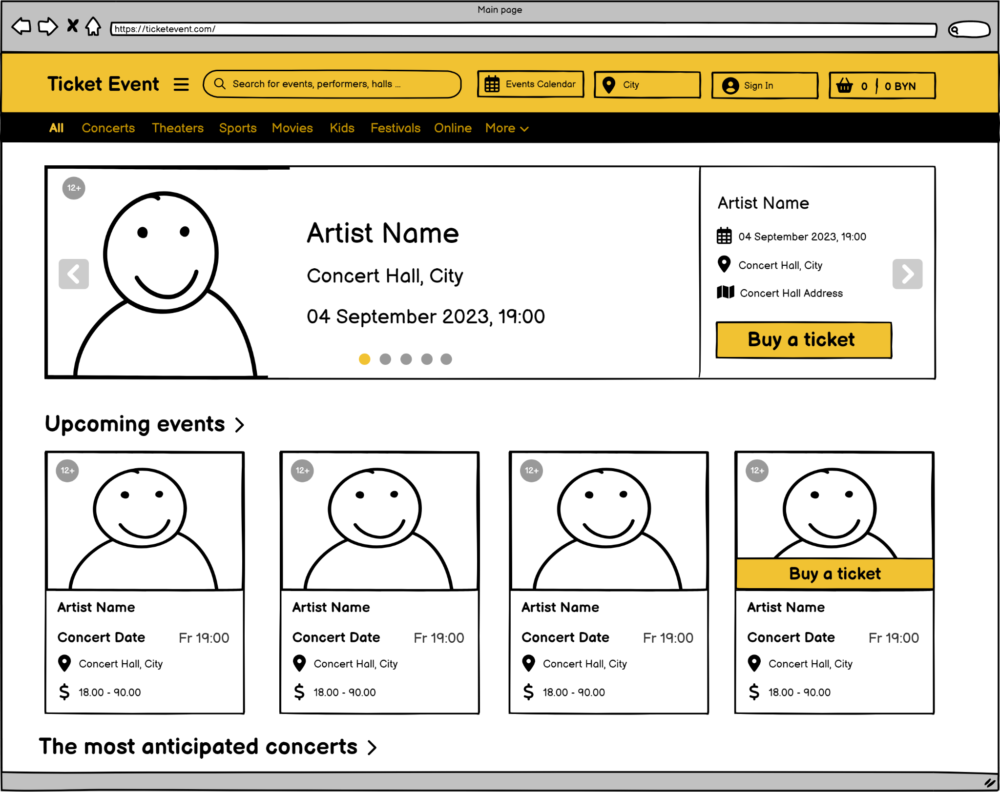 Main page
https://ticketevent.com/
Ticket Event
Search for events, performers, halls ...
Events Calendar
City
Sign In
0 | 0 BYN
All Concerts Theaters Sports Movies Kids Festivals Online More
12+
Artist Name
Concert Hall, City
04 September 2023, 19:00
Artist Name
04 September 2023, 19:00
Concert Hall, City
Concert Hall Address
Buy a ticket
Upcoming events
12+
Artist Name
Concert Date Fr 19:00
Concert Hall, City
$ 18.00 - 90.00
12+
Artist Name
Concert Date Fr 19:00
Concert Hall, City
$ 18.00 - 90.00
12+
Artist Name
Concert Date Fr 19:00
Concert Hall, City
$ 18.00 - 90.00
12+
Buy a ticket
Artist Name
Concert Date Fr 19:00
Concert Hall, City
$ 18.00 - 90.00
The most anticipated concerts